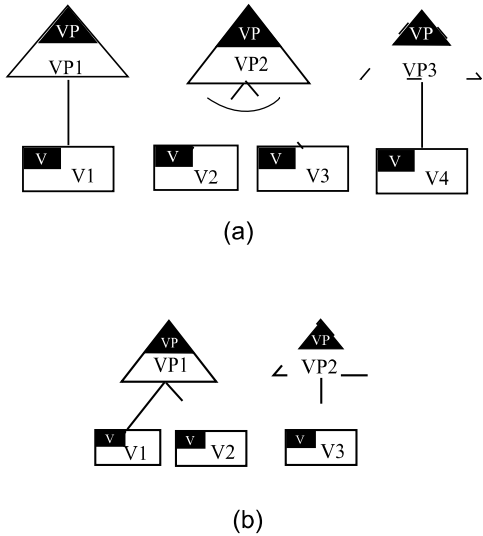 VP VP VP
VP1 VP2 VP3
V V V V
V1 V2 V3 V4
(a)
VP VP
VP1 VP2
V V V
V1 V2 V3
(b)